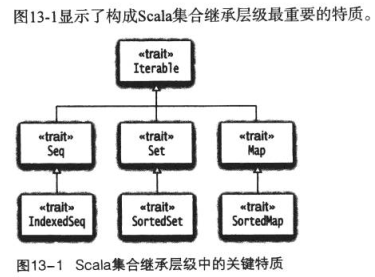 图13-1显示了构成Scala集合继承层级最重要的特质。
«trait»
Iterable
«trait» «trait» «trait»
Seq Set Map
«trait» «trait» «trait»
IndexedSeq SortedSet SortedMap
图13-1 Scala集合继承层级中的关键特质